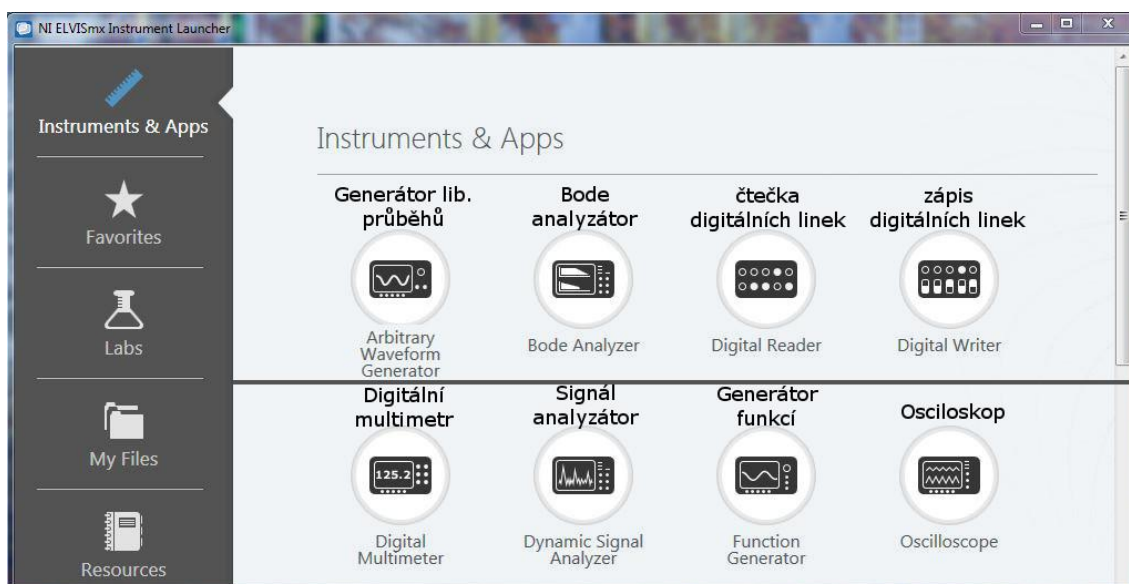 NI ELVISmx Instrument Launcher
Instruments & Apps
Favorites
Labs
My Files
Resources
Instruments & Apps
Generátor lib.
průběhů
Arbitrary
Waveform
Generator
Bode
analyzátor
Bode Analyzer
čtečka
digitálních linek
Digital Reader
zápis
digitálních linek
Digital Writer
Digitální
multimetr
125.2
Digital
Multimeter
Signál
analyzátor
Dynamic Signal
Analyzer
Generátor
funkcí
Function
Generator
Osciloskop
Oscilloscope